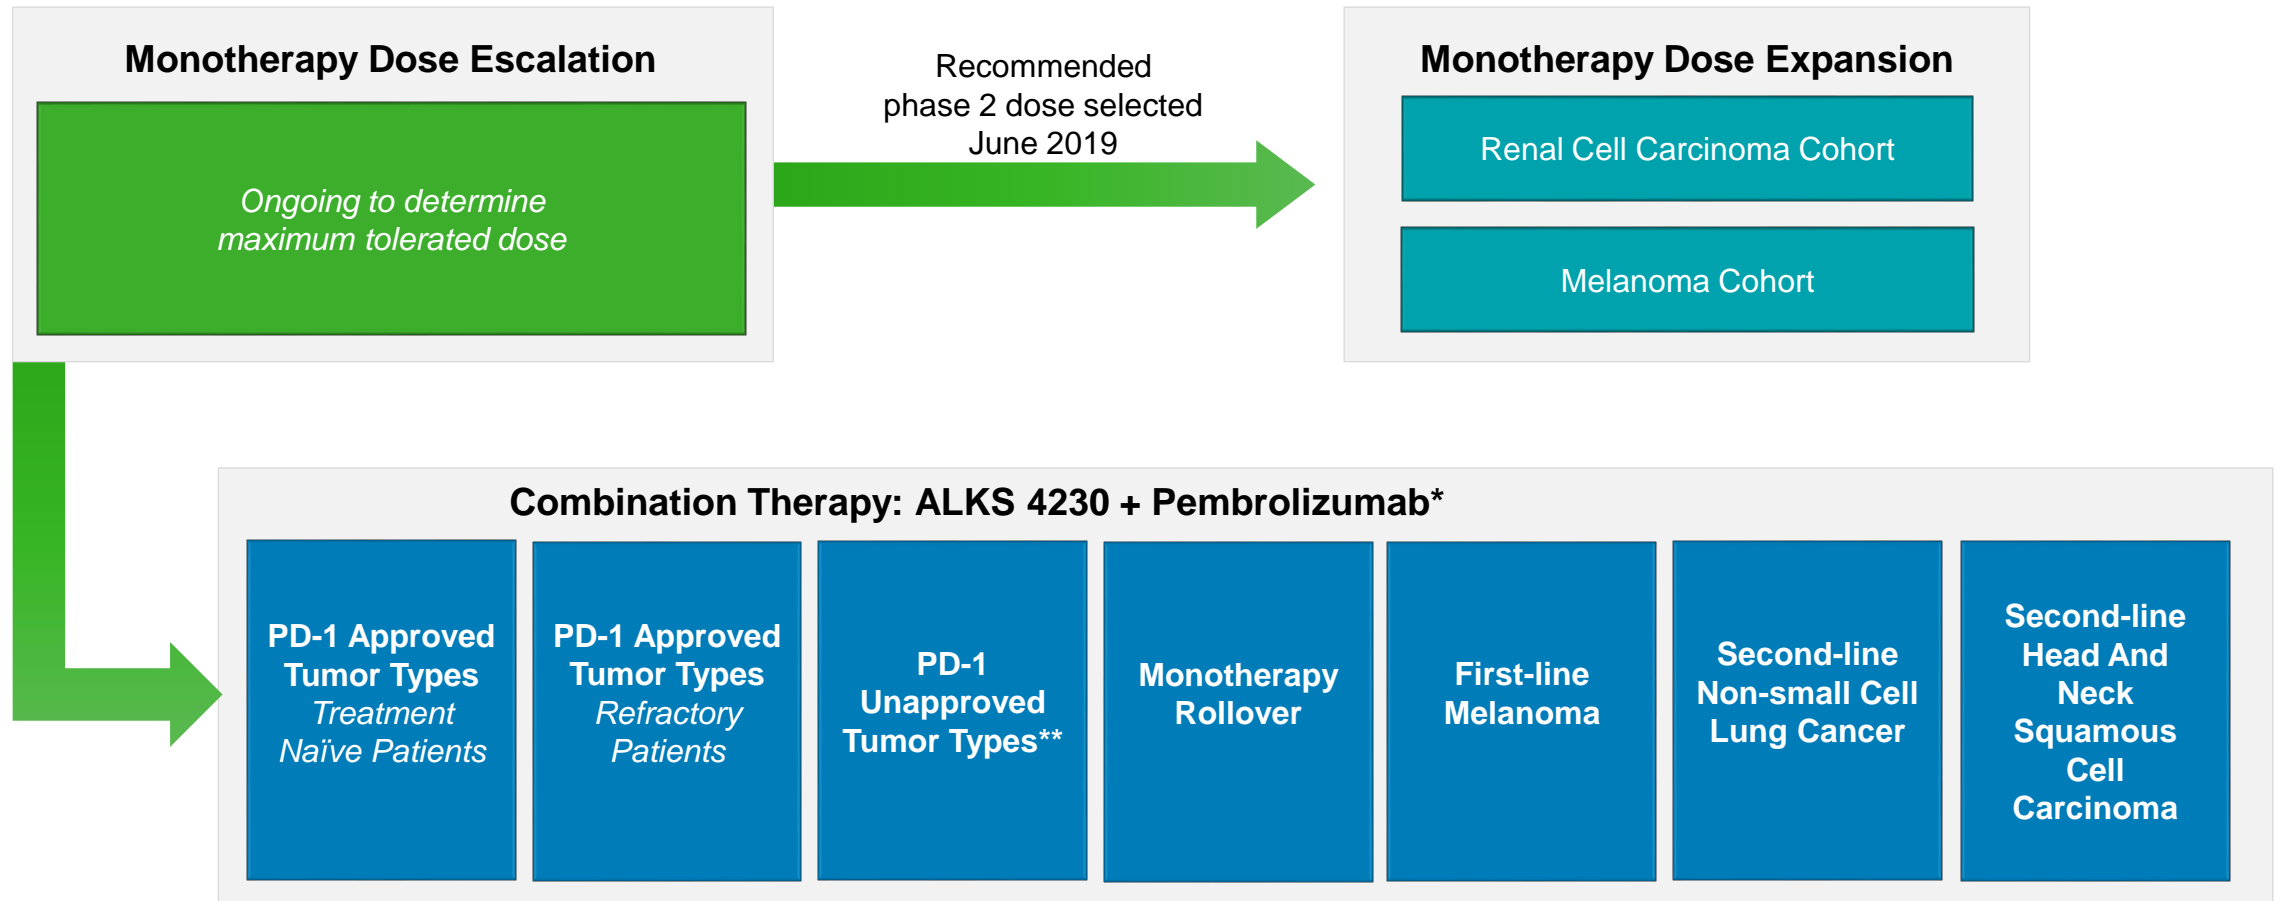 Monotherapy Dose Escalation
Ongoing to determine
maximum tolerated dose
Recommended
phase 2 dose selected
June 2019
Monotherapy Dose Expansion
Renal Cell Carcinoma Cohort
Melanoma Cohort
Combination Therapy: ALKS 4230 + Pembrolizumab*
PD-1 Approved
Tumor Types
Treatment
Naïve Patients
PD-1 Approved
Tumor Types
Refractory
Patients
PD-1
Unapproved
Tumor Types**
Monotherapy
Rollover
First-line
Melanoma
Second-line
Non-small Cell
Lung Cancer
Second-line
Head And
Neck
Squamous
Cell
Carcinoma